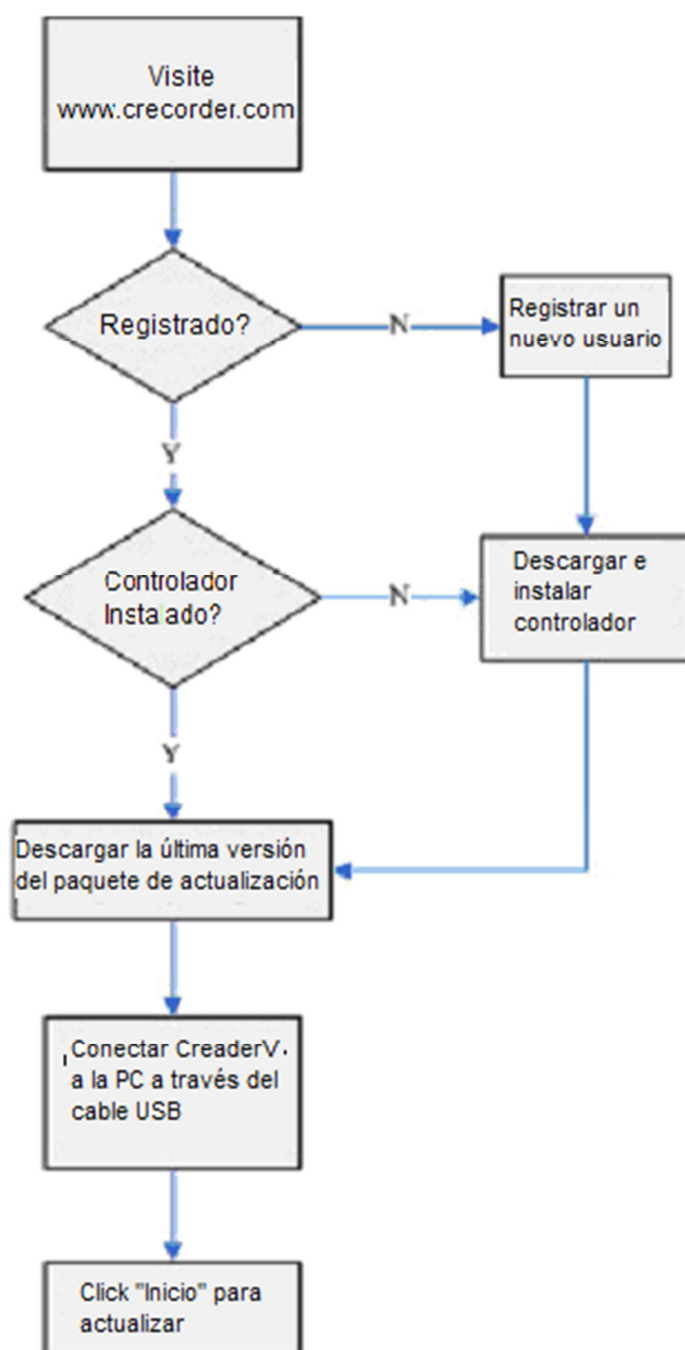 Visite
www.crecorder.com
Registrado?
N
Registrar un
nuevo usuario
Y
Controlador
Instalado?
N
Descargar e
instalar
controlador
Y
Descargar la última versión
del paquete de actualización
Conectar CreaderV
a la PC a través del
cable USB
Click "Inicio" para
actualizar